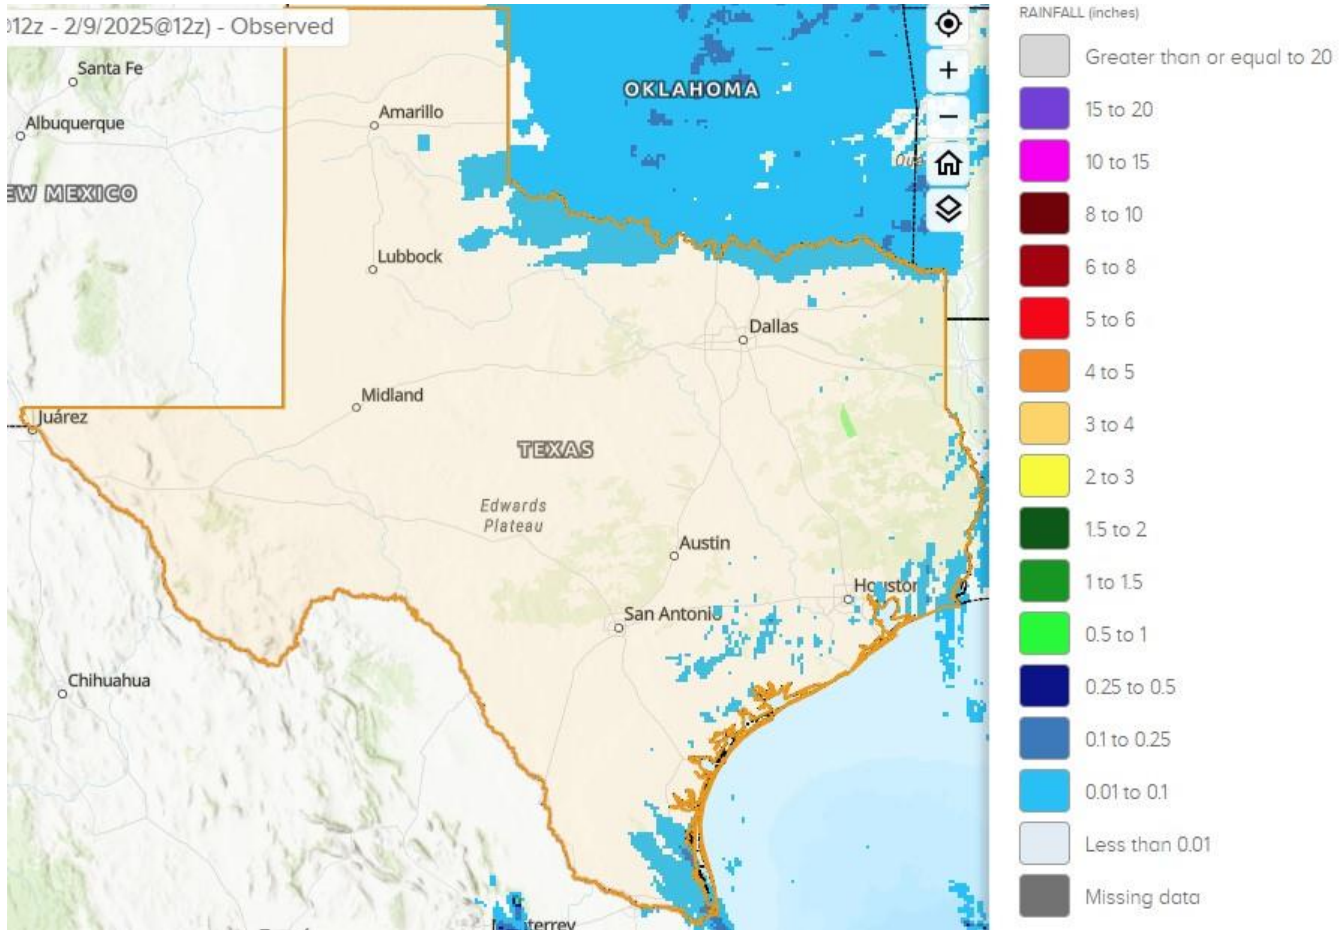 12z - 2/9/2025@12z) - Observed
Santa Fe
Albuquerque
EW MEXICO
Amarillo
OKLAHOMA
Oua
Lubbock
Dallas
Midland
Juárez
TEXAS
Edwards
Plateau
Austin
Houston
San Antonio
Chihuahua
terrey
RAINFALL (inches)
Greater than or equal to 20
15 to 20
10 to 15
8 to 10
6 to 8
5 to 6
4 to 5
3 to 4
2 to 3
1.5 to 2
1 to 1.5
0.5 to 1
0.25 to 0.5
0.1 to 0.25
0.01 to 0.1
Less than 0.01
Missing data